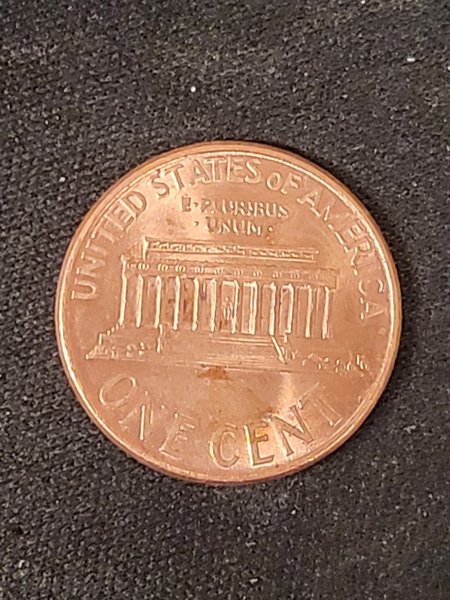 UNITED STATES OF AMERICA
E·PLURIBUS
·UNUM·
ONE CENT